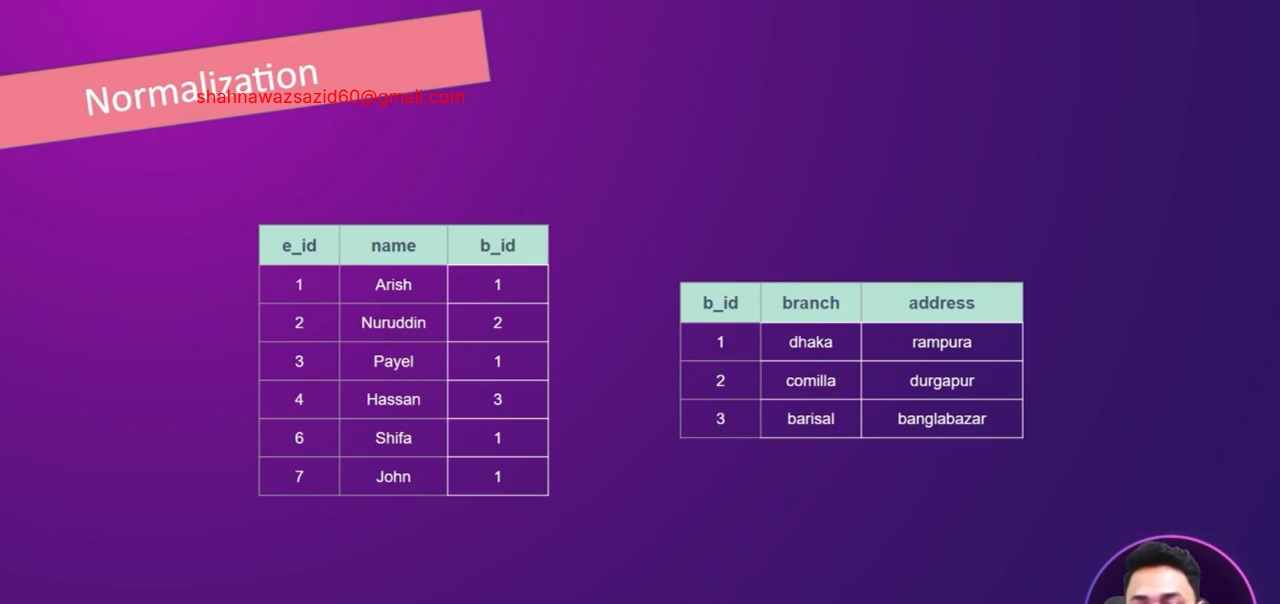 Normalization
shahnawazsazid60@gmail.com
e_id name b_id
1 Arish 1
2 Nuruddin 2
3 Payel 1
4 Hassan 3
6 Shifa 1
7 John 1
b_id branch address
1 dhaka rampura
2 comilla durgapur
3 barisal banglabazar